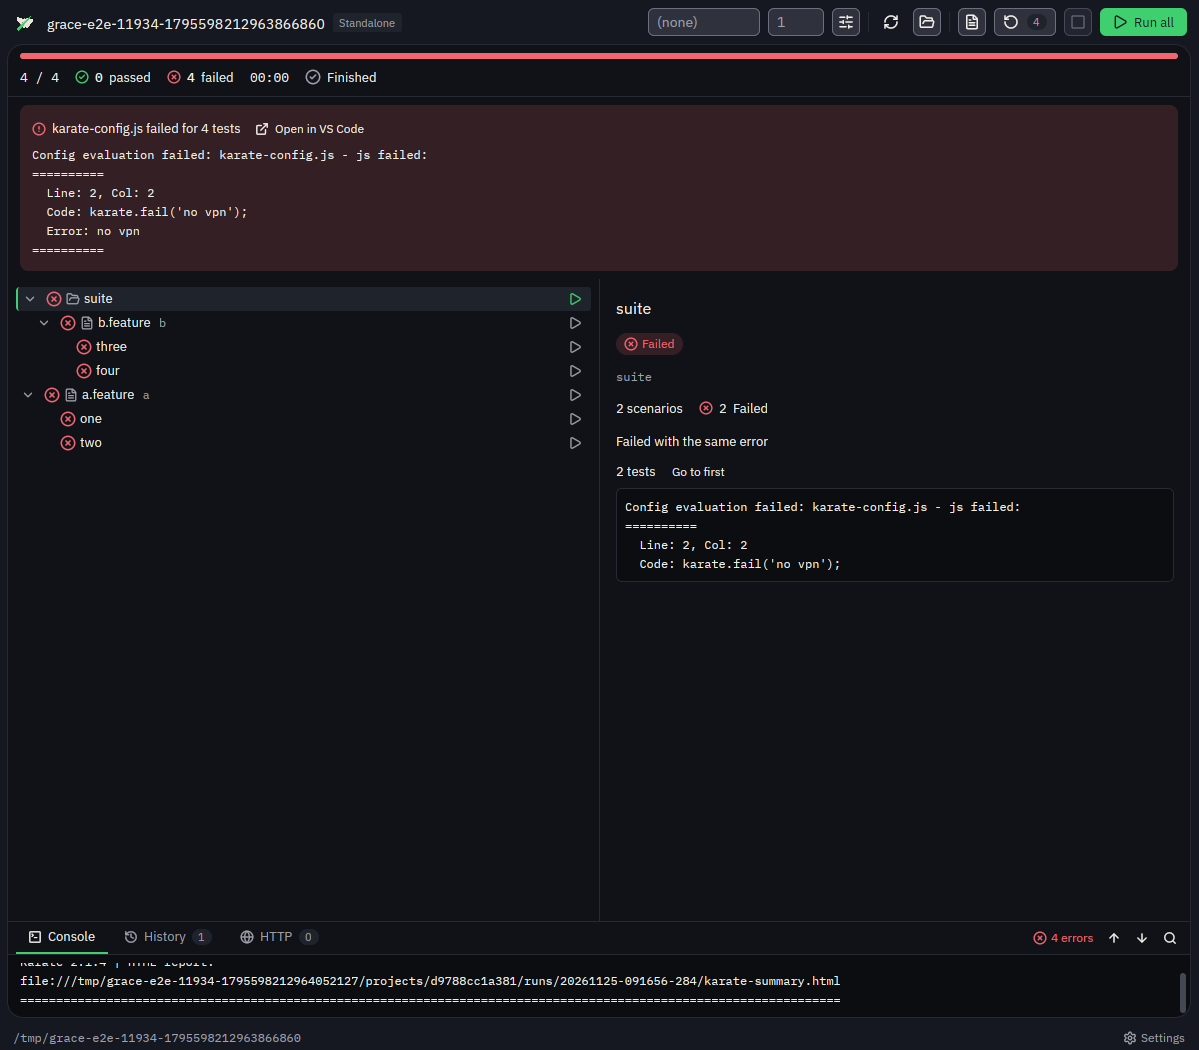 grace-e2e-11934-1795598212963866860 Standalone (none) 1 4 Run all
4 / 4 0 passed 4 failed 00:00 Finished
karate-config.js failed for 4 tests Open in VS Code
Config evaluation failed: karate-config.js - js failed:
==========
Line: 2, Col: 2
Code: karate.fail('no vpn');
Error: no vpn
==========
suite
b.feature b
three
four
a.feature a
one
two
suite
Failed
suite
2 scenarios 2 Failed
Failed with the same error
2 tests Go to first
Config evaluation failed: karate-config.js - js failed:
==========
Line: 2, Col: 2
Code: karate.fail('no vpn');
Console History 1 HTTP 0 4 errors
Karate 2.1.4 | HTML report:
file:///tmp/grace-e2e-11934-1795598212964052127/projects/d9788cc1a381/runs/20261125-091656-284/karate-summary.html
===================================================================================================================
/tmp/grace-e2e-11934-1795598212963866860 Settings